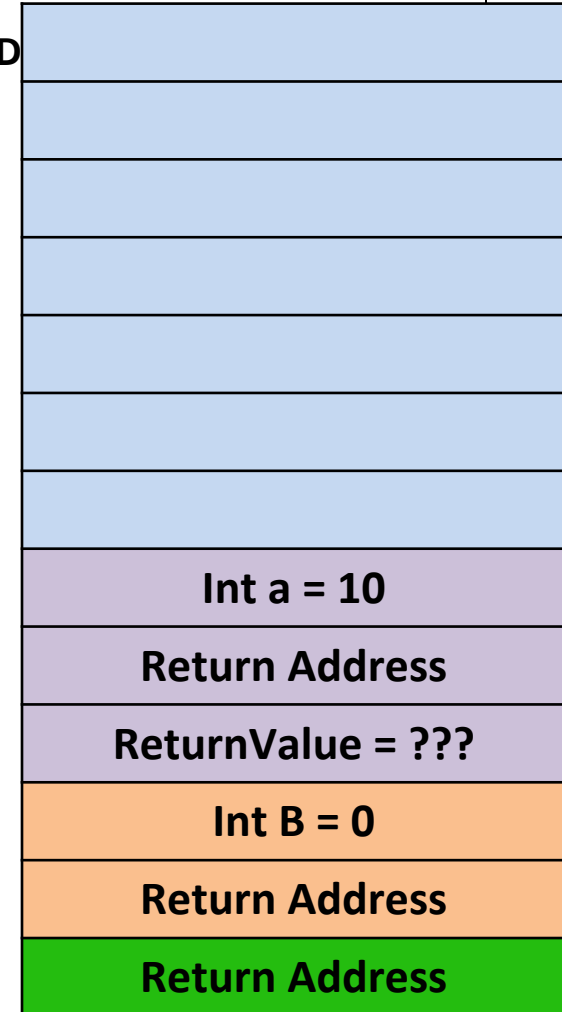 D
Int a = 10
Return Address
ReturnValue = ???
Int B = 0
Return Address
Return Address